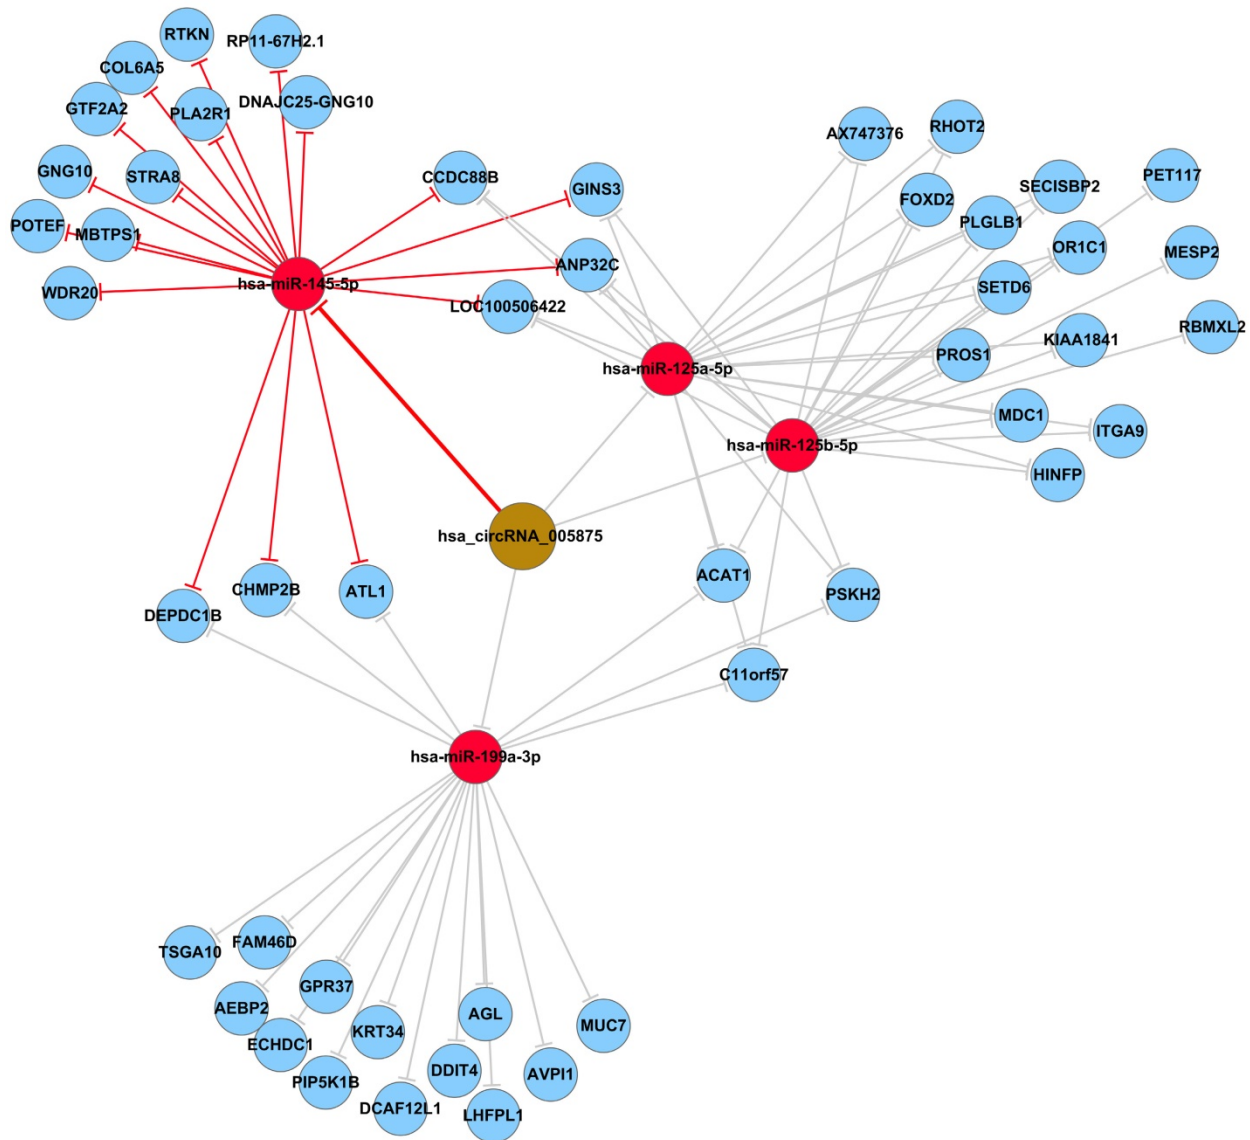 RTKN
RP11-67H2.1
COL6A5
GTF2A2
PLA2R1
DNAJC25-GNG10
AX747376
RHOT2
GNG10
STRA8
CCDC88B
GINS3
FOXD2
SECISBP2
PET117
POTEF
MBTPS1
PLGLB1
OR1C1
MESP2
ANP32C
WDR20
hsa-miR-145-5p
LOC100506422
SETD6
RBMXL2
KIAA1841
PROS1
hsa-miR-125a-5p
MDC1
ITGA9
hsa-miR-125b-5p
HINFP
hsa_circRNA_005875
ACAT1
CHMP2B
ATL1
PSKH2
DEPDC1B
C11orf57
hsa-miR-199a-3p
TSGA10
FAM46D
GPR37
AEBP2
AGL
MUC7
KRT34
ECHDC1
DDIT4
AVPI1
PIP5K1B
DCAF12L1
LHFPL1